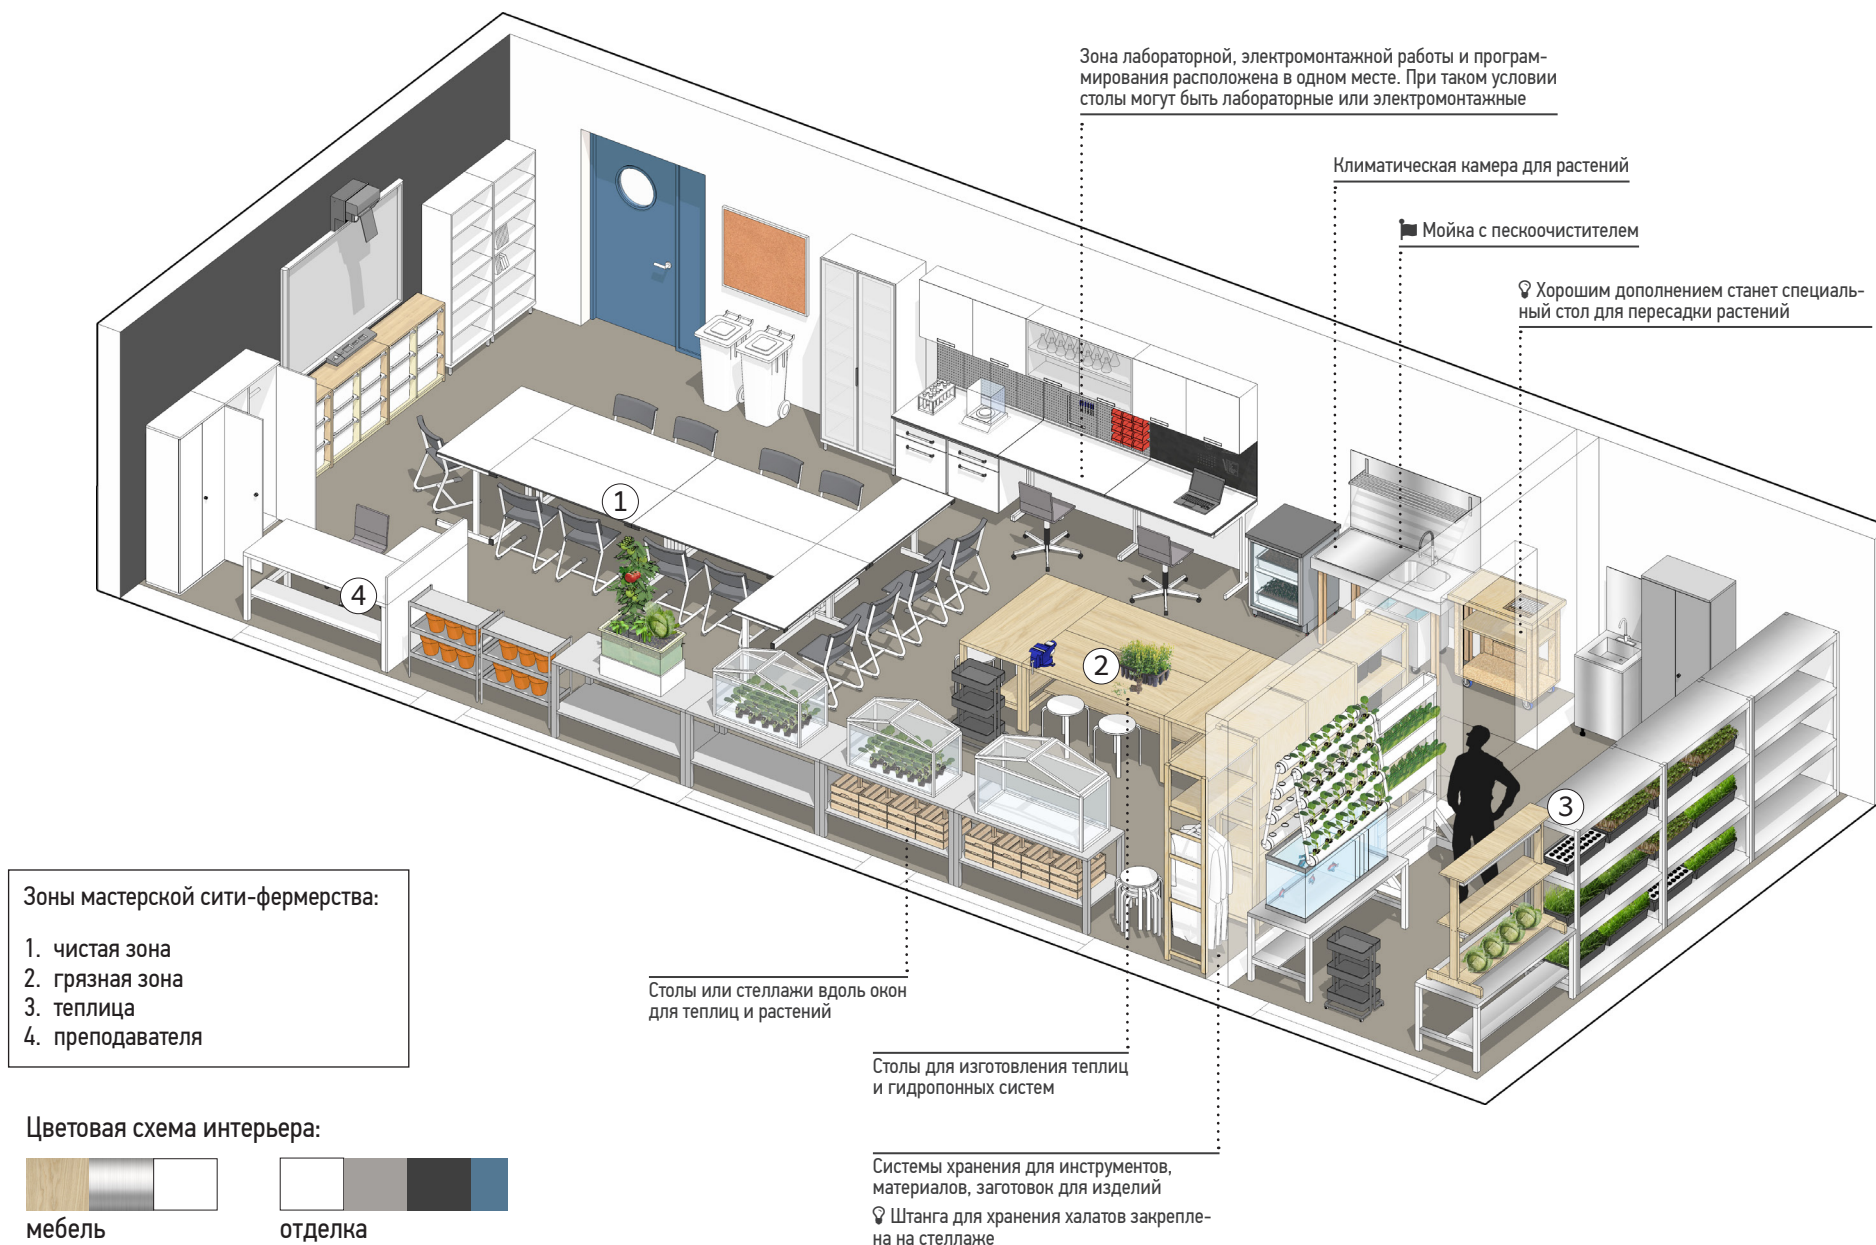 Зона лабораторной, электромонтажной работы и програм-
мирования расположена в одном месте. При таком условии
столы могут быть лабораторные или электромонтажные
Климатическая камера для растений
Мойка с пескоочистителем
Хорошим дополнением станет специаль-
ный стол для пересадки растений
1
2
3
4
Зоны мастерской сити-фермерства:
1. чистая зона
2. грязная зона
3. теплица
4. преподавателя
Столы или стеллажи вдоль окон
для теплиц и растений
Столы для изготовления теплиц
и гидропонных систем
Системы хранения для инструментов,
материалов, заготовок для изделий
Штанга для хранения халатов закрепле-
на на стеллаже
Цветовая схема интерьера:
мебель
отделка